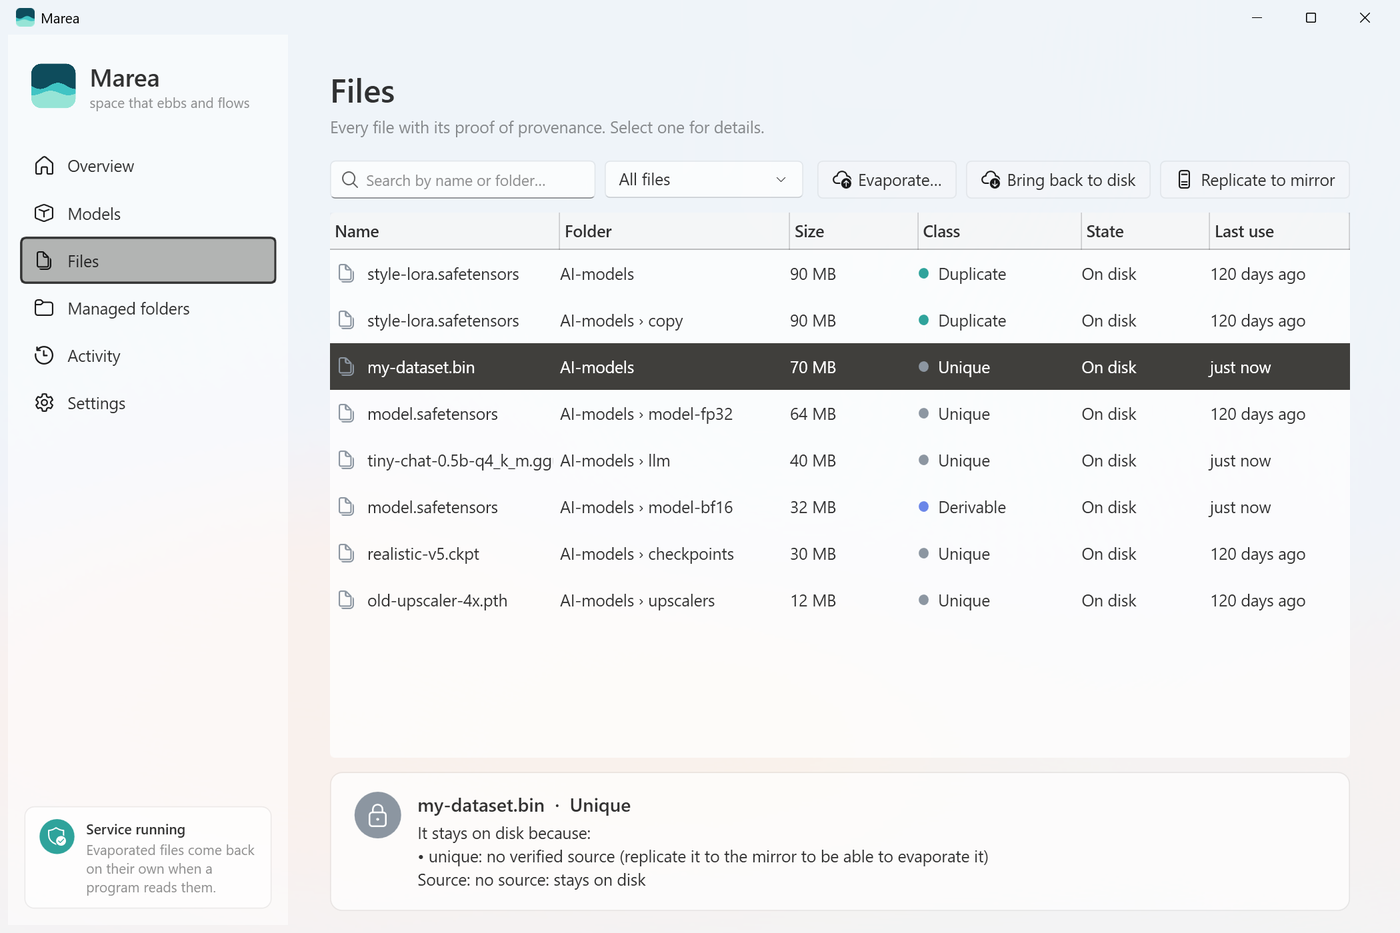 Marea
Marea
space that ebbs and flows
Overview
Models
Files
Managed folders
Activity
Settings
Service running
Evaporated files come back
on their own when a
program reads them.
Files
Every file with its proof of provenance. Select one for details.
Search by name or folder...
All files
Evaporate...
Bring back to disk
Replicate to mirror
Name Folder Size Class State Last use
style-lora.safetensors AI-models 90 MB Duplicate On disk 120 days ago
style-lora.safetensors AI-models › copy 90 MB Duplicate On disk 120 days ago
my-dataset.bin AI-models 70 MB Unique On disk just now
model.safetensors AI-models › model-fp32 64 MB Unique On disk 120 days ago
tiny-chat-0.5b-q4_k_m.gg AI-models › llm 40 MB Unique On disk just now
model.safetensors AI-models › model-bf16 32 MB Derivable On disk just now
realistic-v5.ckpt AI-models › checkpoints 30 MB Unique On disk 120 days ago
old-upscaler-4x.pth AI-models › upscalers 12 MB Unique On disk 120 days ago
my-dataset.bin · Unique
It stays on disk because:
• unique: no verified source (replicate it to the mirror to be able to evaporate it)
Source: no source: stays on disk